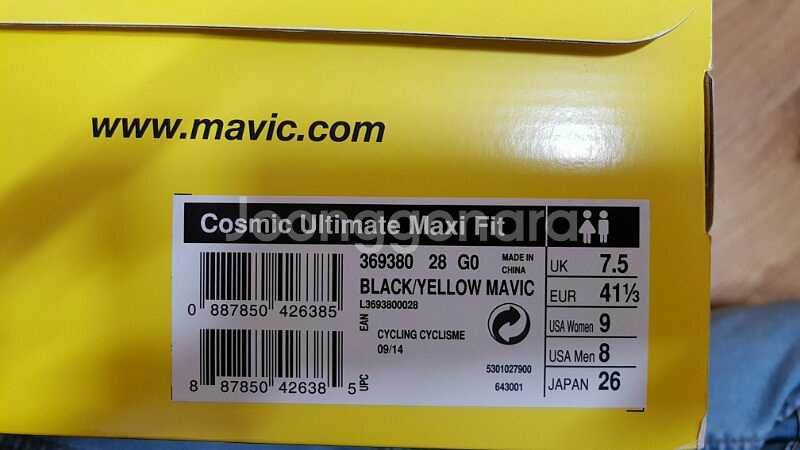 www.mavic.com
Cosmic Ultimate Maxi Fit
Joonggonara
369380 28 G0 MADE IN CHINA
BLACK/YELLOW MAVIC
L3693800028
0 887850 426385
EAN
CYCLING CYCLISME
09/14
8 87850 42638 5
UPC
5301027900
643001
UK 7.5
EUR 41⅓
USA Women 9
USA Men 8
JAPAN 26